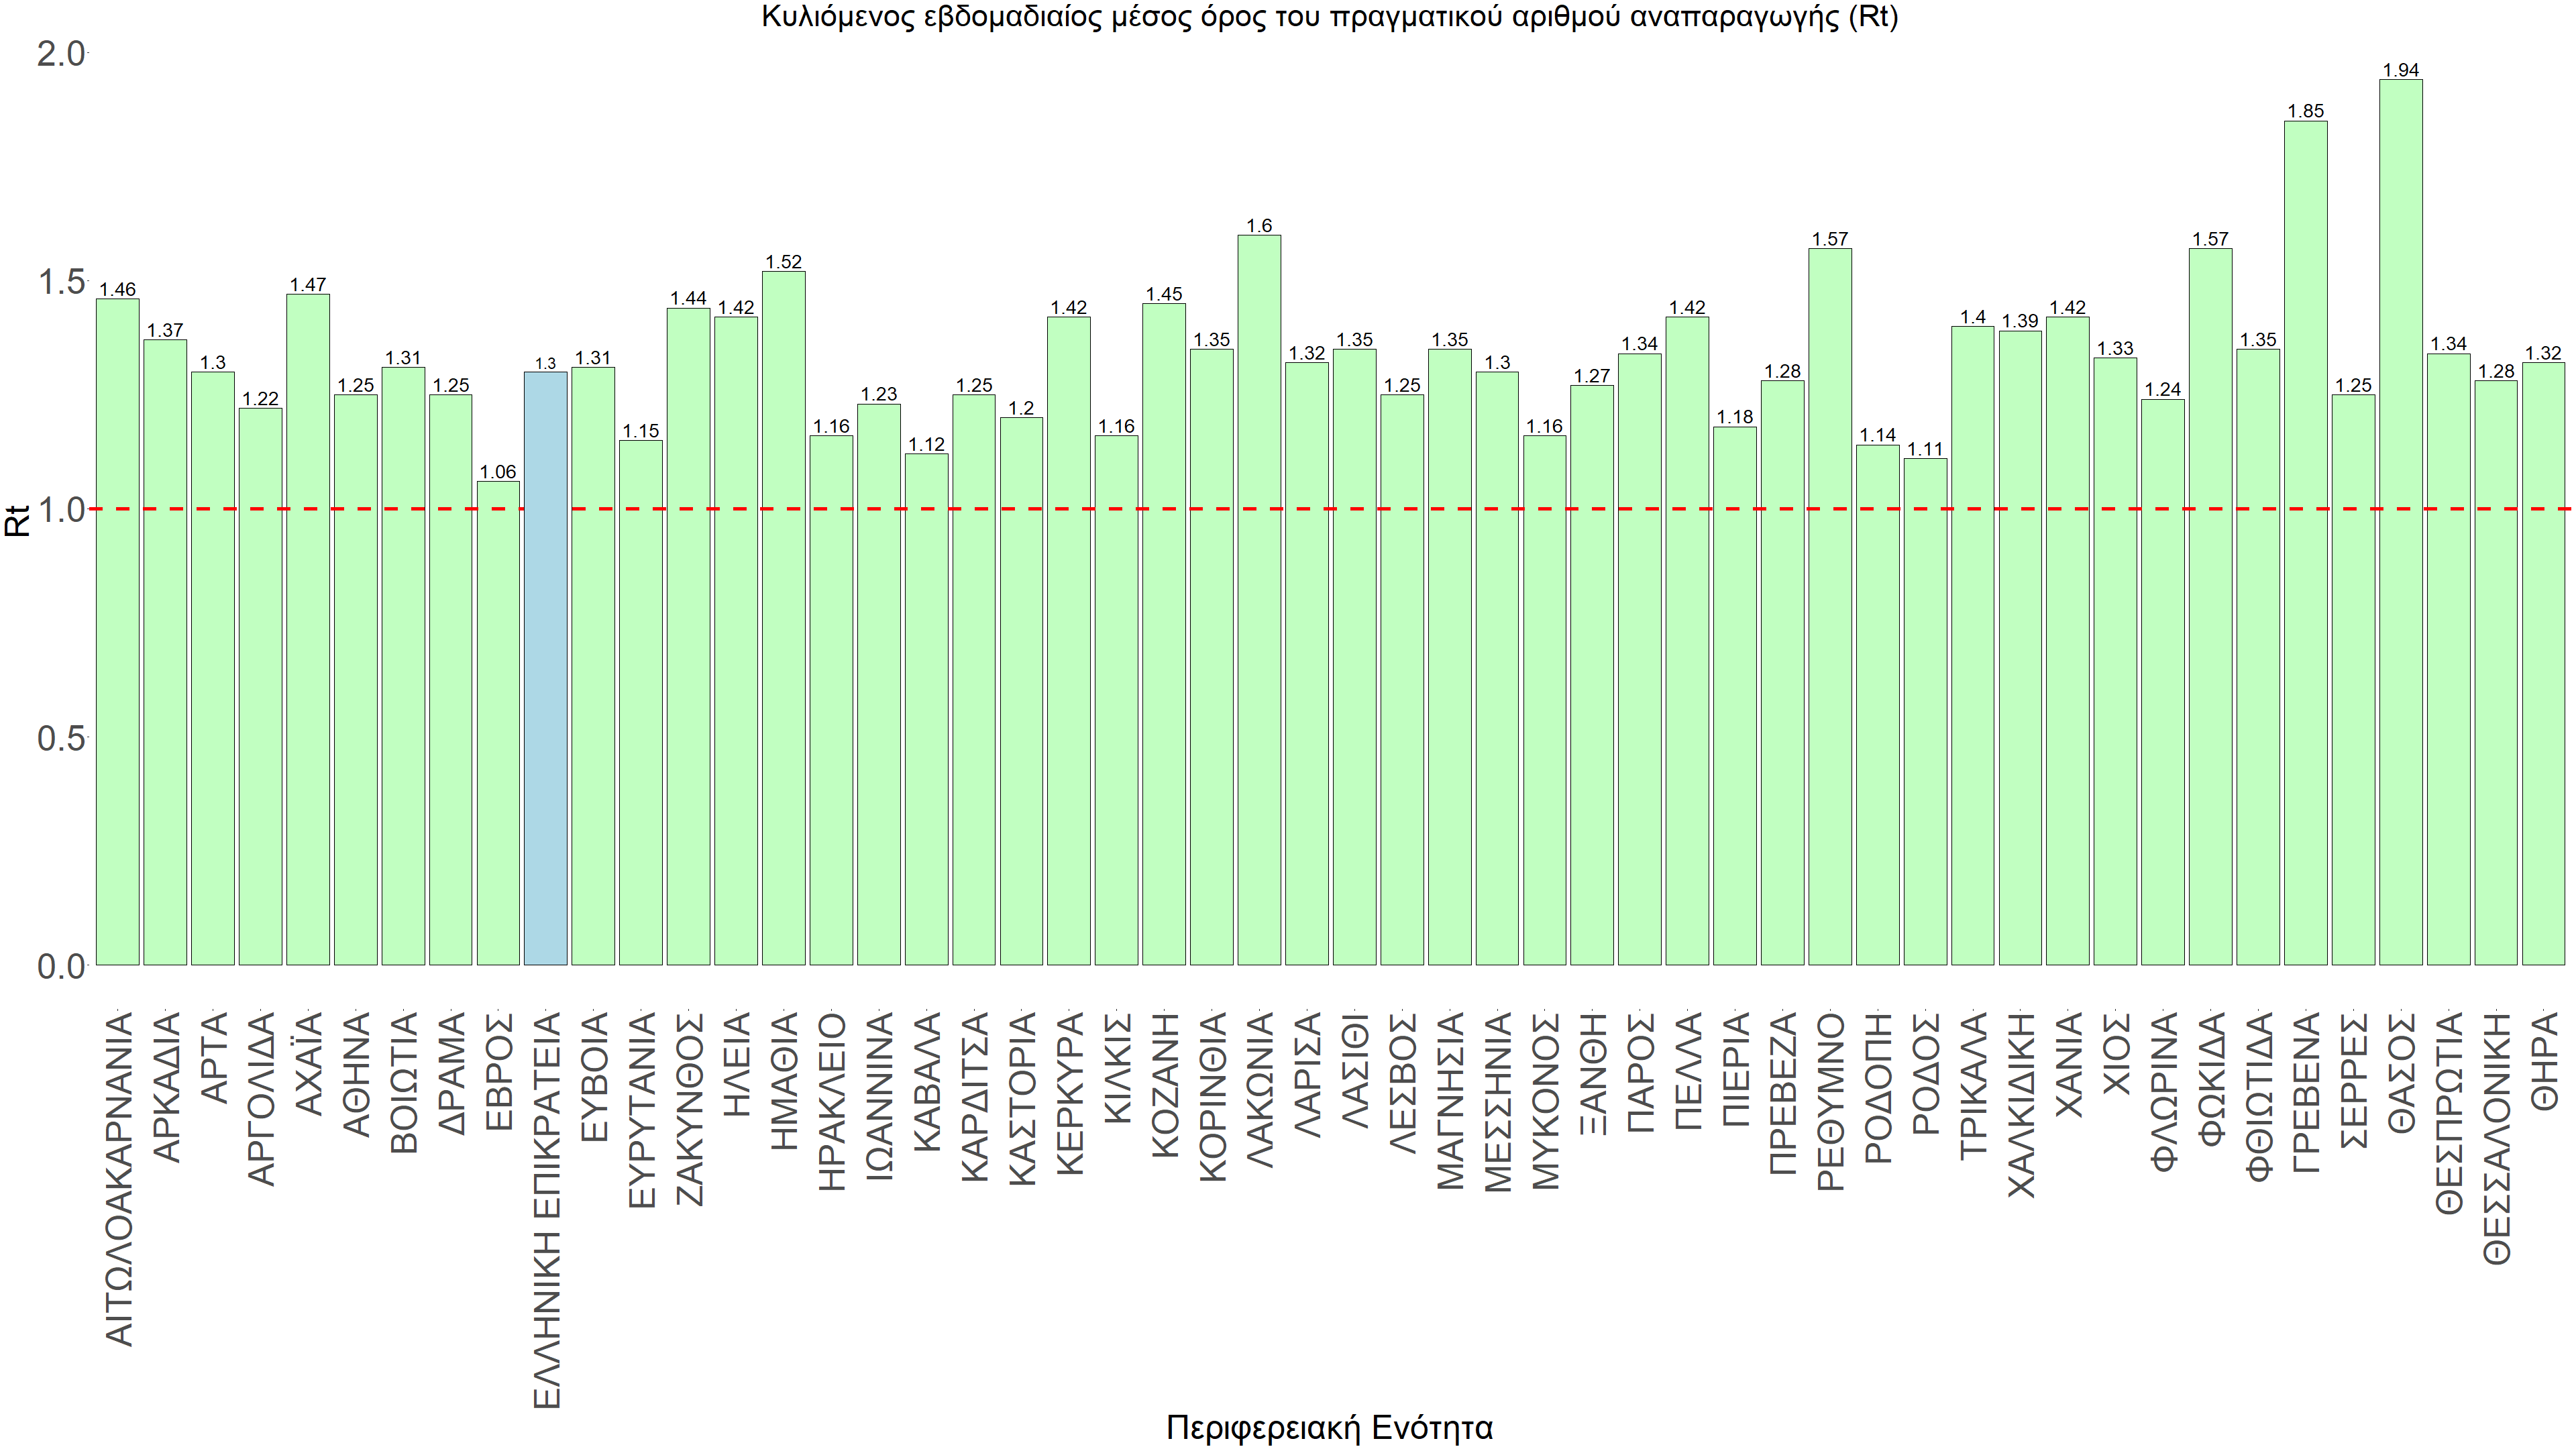 Κυλιόμενος εβδομαδιαίος μέσος όρος του πραγματικού αριθμού αναπαραγωγής (Rt)
2.0
1.5
1.0
0.5
0.0
Rt
1.46
1.37
1.3
1.22
1.47
1.25
1.31
1.25
1.06
1.3
1.31
1.15
1.44
1.42
1.52
1.16
1.23
1.12
1.25
1.2
1.42
1.16
1.45
1.35
1.6
1.32
1.35
1.25
1.35
1.3
1.16
1.27
1.34
1.42
1.18
1.28
1.57
1.14
1.11
1.4
1.39
1.42
1.33
1.24
1.57
1.35
1.85
1.25
1.94
1.34
1.28
1.32
ΑΙΤΩΛΟΑΚΑΡΝΑΝΙΑ
ΑΡΚΑΔΙΑ
ΑΡΤΑ
ΑΡΓΟΛΙΔΑ
ΑΧΑΪΑ
ΑΘΗΝΑ
ΒΟΙΩΤΙΑ
ΔΡΑΜΑ
ΕΒΡΟΣ
ΕΛΛΗΝΙΚΗ ΕΠΙΚΡΑΤΕΙΑ
ΕΥΒΟΙΑ
ΕΥΡΥΤΑΝΙΑ
ΖΑΚΥΝΘΟΣ
ΗΛΕΙΑ
ΗΜΑΘΙΑ
ΗΡΑΚΛΕΙΟ
ΙΩΑΝΝΙΝΑ
ΚΑΒΑΛΑ
ΚΑΡΔΙΤΣΑ
ΚΑΣΤΟΡΙΑ
ΚΕΡΚΥΡΑ
ΚΙΛΚΙΣ
ΚΟΖΑΝΗ
ΚΟΡΙΝΘΙΑ
ΛΑΚΩΝΙΑ
ΛΑΡΙΣΑ
ΛΑΣΙΘΙ
ΛΕΣΒΟΣ
ΜΑΓΝΗΣΙΑ
ΜΕΣΣΗΝΙΑ
ΜΥΚΟΝΟΣ
ΞΑΝΘΗ
ΠΑΡΟΣ
ΠΕΛΛΑ
ΠΙΕΡΙΑ
ΠΡΕΒΕΖΑ
ΡΕΘΥΜΝΟ
ΡΟΔΟΠΗ
ΡΟΔΟΣ
ΤΡΙΚΑΛΑ
ΧΑΛΚΙΔΙΚΗ
ΧΑΝΙΑ
ΧΙΟΣ
ΦΛΩΡΙΝΑ
ΦΩΚΙΔΑ
ΦΘΙΩΤΙΔΑ
ΓΡΕΒΕΝΑ
ΣΕΡΡΕΣ
ΘΑΣΟΣ
ΘΕΣΠΡΩΤΙΑ
ΘΕΣΣΑΛΟΝΙΚΗ
ΘΗΡΑ
Περιφερειακή Ενότητα